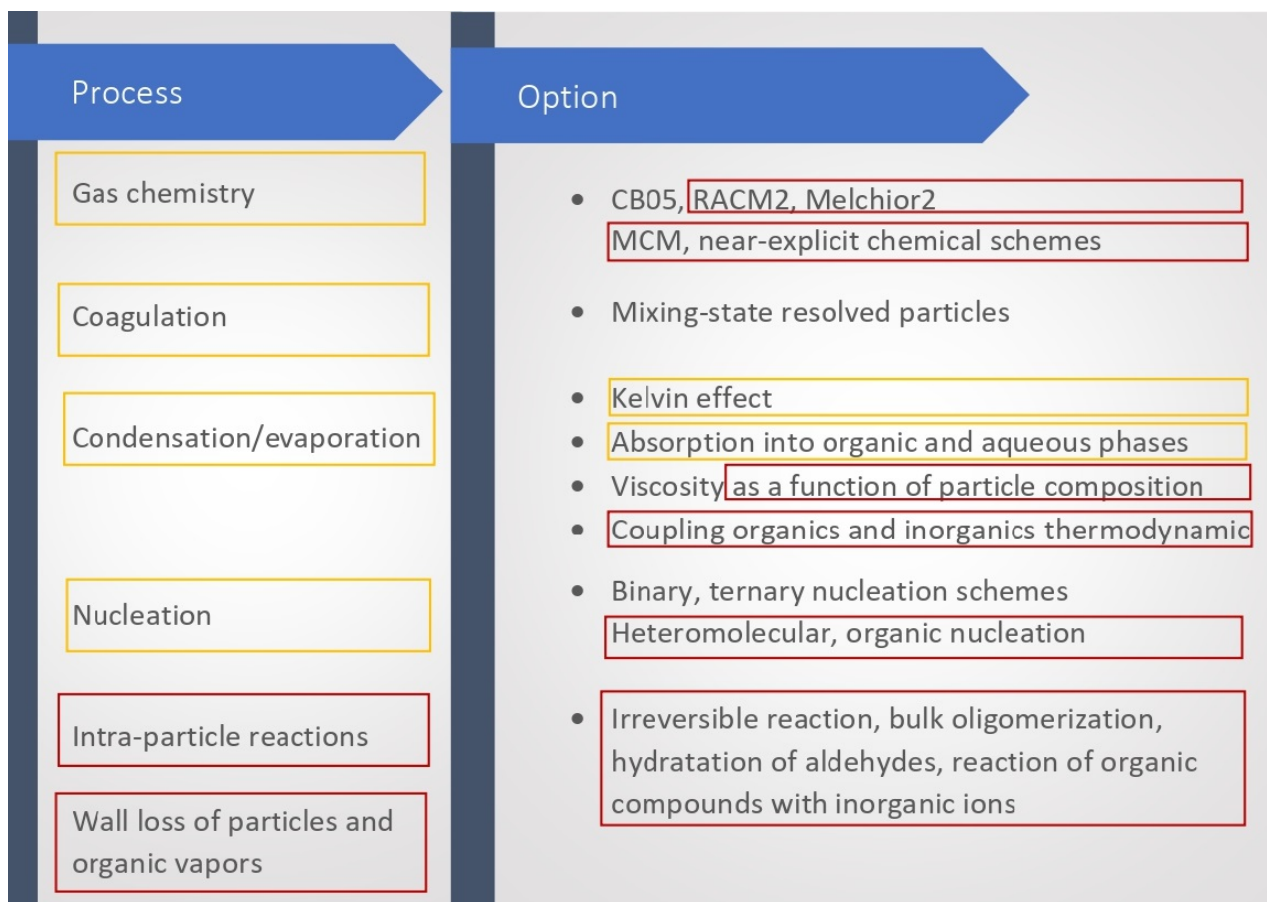 Process
Option
Gas chemistry
• CB05, RACM2, Melchior2
MCM, near-explicit chemical schemes
Coagulation
• Mixing-state resolved particles
Condensation/evaporation
• Kelvin effect
• Absorption into organic and aqueous phases
• Viscosity as a function of particle composition
• Coupling organics and inorganics thermodynamic
Nucleation
• Binary, ternary nucleation schemes
Heteromolecular, organic nucleation
Intra-particle reactions
• Irreversible reaction, bulk oligomerization,
hydratation of aldehydes, reaction of organic
compounds with inorganic ions
Wall loss of particles and
organic vapors